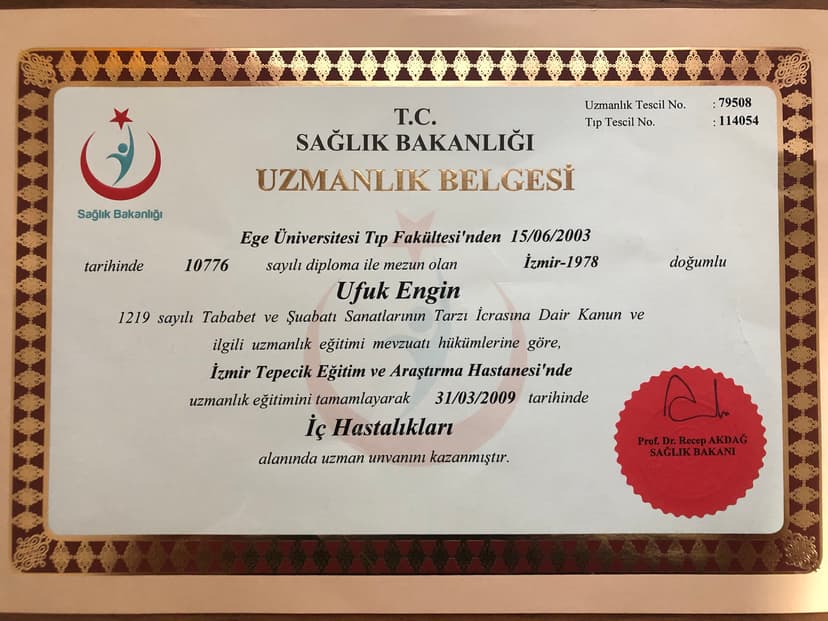 Uzmanlık Tescil No. : 79508
Tıp Tescil No. : 114054
T.C.
SAĞLIK BAKANLIĞI
UZMANLIK BELGESİ
Sağlık Bakanlığı
Ege Üniversitesi Tıp Fakültesi'nden 15/06/2003
tarihinde 10776 sayılı diploma ile mezun olan İzmir-1978 doğumlu
Ufuk Engin
1219 sayılı Tababet ve Şuabatı Sanatlarının Tarzı İcrasına Dair Kanun ve
ilgili uzmanlık eğitimi mevzuatı hükümlerine göre,
İzmir Tepecik Eğitim ve Araştırma Hastanesi'nde
uzmanlık eğitimini tamamlayarak 31/03/2009 tarihinde
İç Hastalıkları
alanında uzman unvanını kazanmıştır.
Prof. Dr. Recep AKDAĞ
SAĞLIK BAKANI